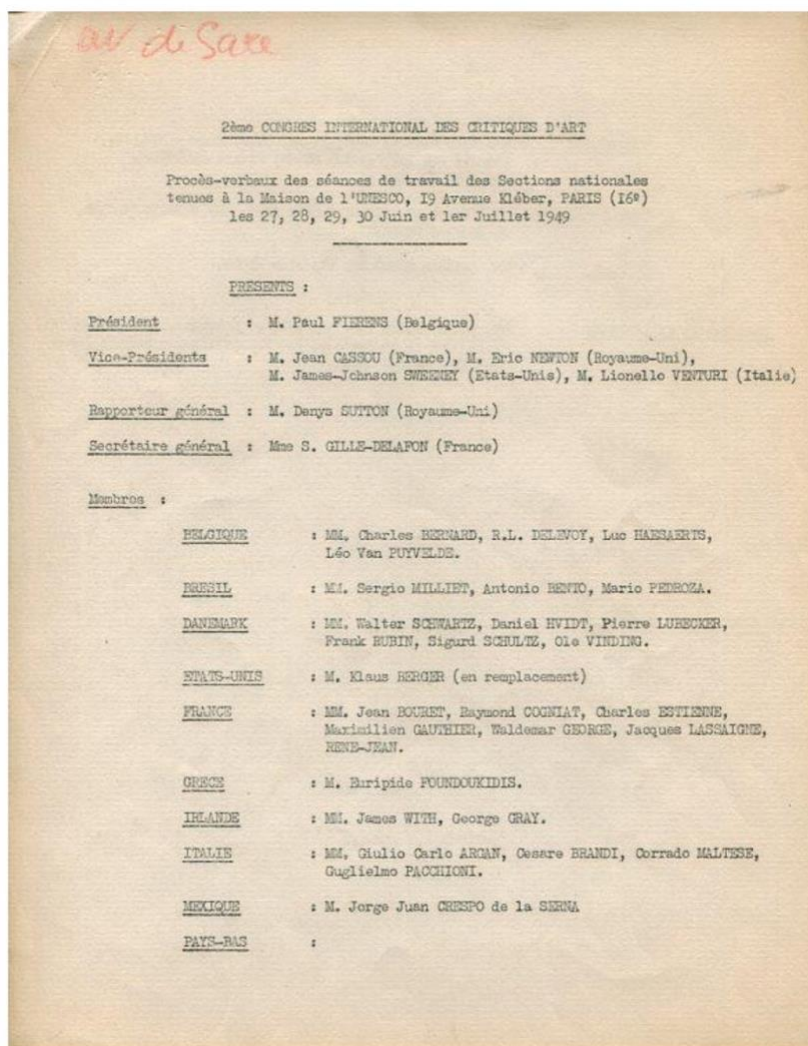 av de Saxe
2ème CONGRES INTERNATIONAL DES CRITIQUES D'ART
Procès-verbaux des séances de travail des Sections nationales
tenues à la Maison de l'UNESCO, I9 Avenue Kléber, PARIS (I6e)
les 27, 28, 29, 30 Juin et 1er Juillet 1949
PRESENTS :
Président : M. Paul FIERENS (Belgique)
Vice-Présidents : M. Jean CASSOU (France), M. Eric NEWTON (Royaume-Uni),
M. James-Johnson SWEENEY (Etats-Unis), M. Lionello VENTURI (Italie)
Rapporteur général : M. Denys SUTTON (Royaume-Uni)
Secrétaire général : Mme S. GILLE-DELAFON (France)
Membres :
BELGIQUE : MM. Charles BERNARD, R.L. DELEVOY, Luc HAESAERTS,
Léo Van PUYVELDE.
BRESIL : MM. Sergio MILLIET, Antonio BENTO, Mario PEDROZA.
DANEMARK : MM. Walter SCHWARTZ, Daniel HVIDT, Pierre LUBECKER,
Frank RUBIN, Sigurd SCHULTZ, Ole VINDING.
ETATS-UNIS : M. Klaus BERGER (en remplacement)
FRANCE : MM. Jean BOURET, Raymond COGNIAT, Charles ESTIENNE,
Maximilien GAUTHIER, Waldemar GEORGE, Jacques LASSAIGNE,
RENE-JEAN.
GRECE : M. Euripide FOUNDOUKIDIS.
IRLANDE : MM. James WITH, George GRAY.
ITALIE : MM. Giulio Carlo ARGAN, Cesare BRANDI, Corrado MALTESE,
Guglielmo PACCHIONI.
MEXIQUE : M. Jorge Juan CRESPO de la SERNA
PAYS-BAS :